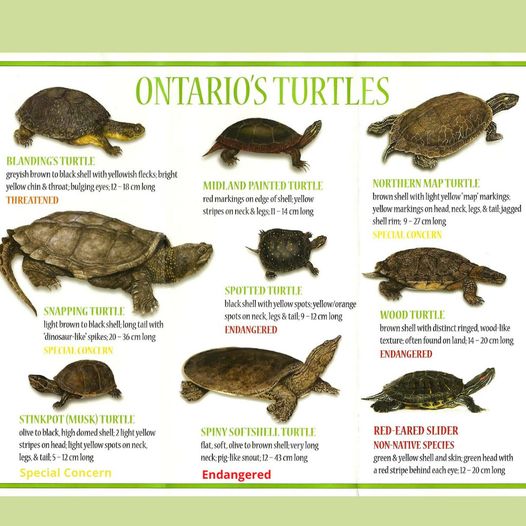 ONTARIO'S TURTLES
BLANDING'S TURTLE
greyish brown to black shell with yellowish flecks; bright
yellow chin & throat; bulging eyes; 12 – 18 cm long
THREATENED
MIDLAND PAINTED TURTLE
red markings on edge of shell; yellow
stripes on neck & legs; 11 – 14 cm long
NORTHERN MAP TURTLE
brown shell with light yellow 'map' markings;
yellow markings on head, neck, legs, & tail; jagged
shell rim; 9 – 27 cm long
SPECIAL CONCERN
SNAPPING TURTLE
light brown to black shell; long tail with
'dinosaur-like' spikes; 20 – 36 cm long
SPECIAL CONCERN
SPOTTED TURTLE
black shell with yellow spots; yellow/orange
spots on neck, legs & tail; 9 – 12 cm long
ENDANGERED
WOOD TURTLE
brown shell with distinct ringed, wood-like
texture; often found on land; 14 – 20 cm long
ENDANGERED
STINKPOT (MUSK) TURTLE
olive to black, high domed shell; 2 light yellow
stripes on head; light yellow spots on neck,
legs, & tail; 5 – 12 cm long
Special Concern
SPINY SOFTSHELL TURTLE
flat, soft, olive to brown shell; very long
neck; pig-like snout; 12 – 43 cm long
Endangered
RED-EARED SLIDER
NON-NATIVE SPECIES
green & yellow shell and skin; green head with
a red stripe behind each eye; 12 – 20 cm long